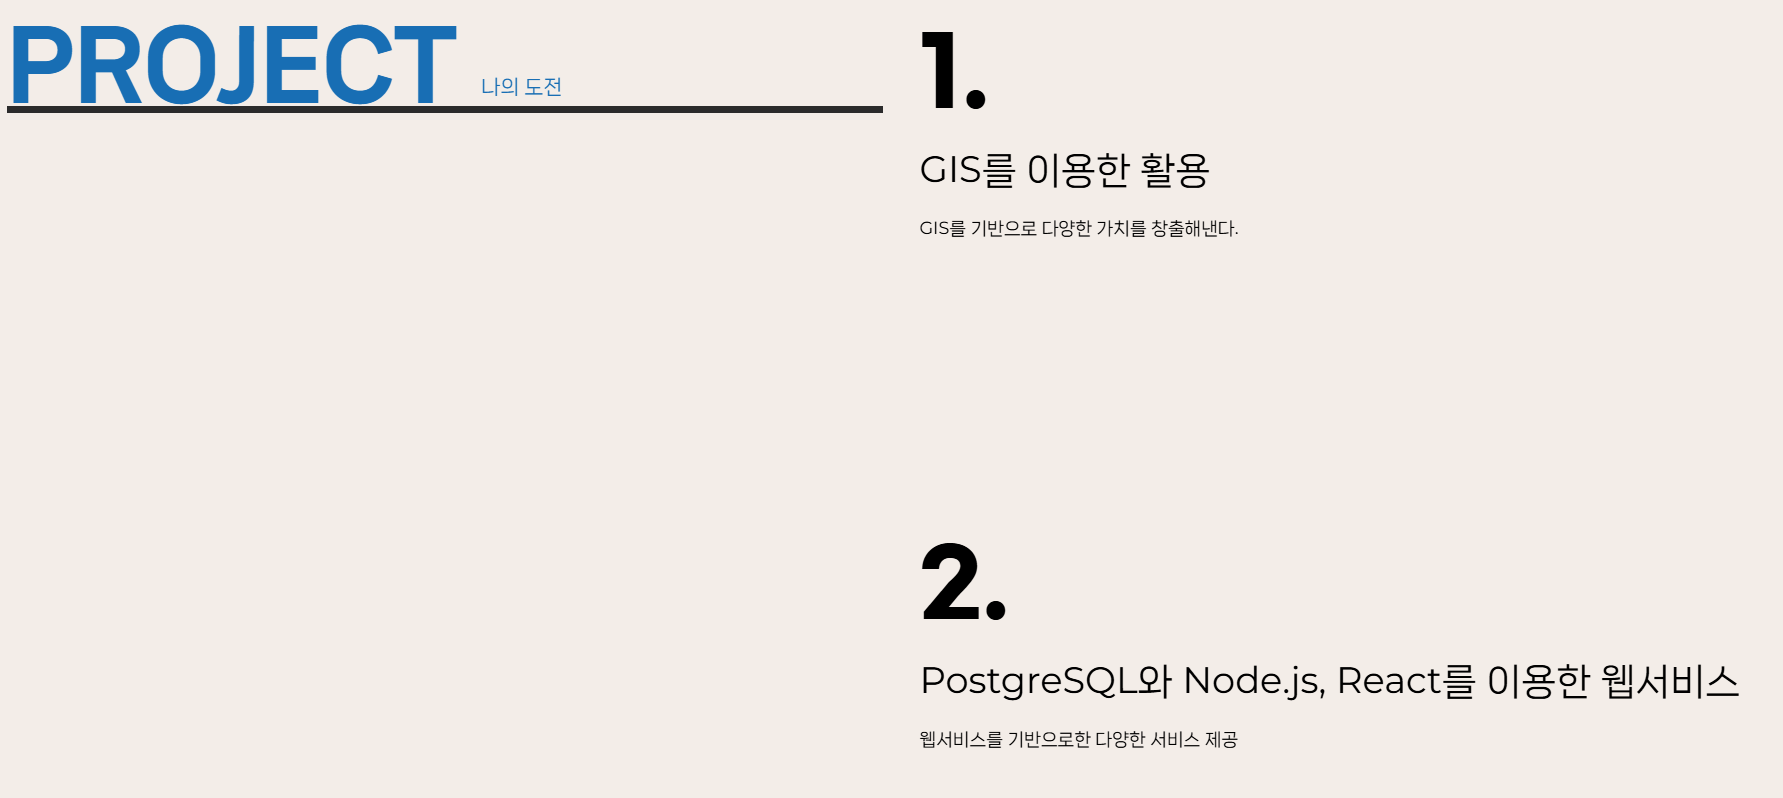 PROJECT 나의 도전
1.
GIS를 이용한 활용
GIS를 기반으로 다양한 가치를 창출해낸다.
2.
PostgreSQL와 Node.js, React를 이용한 웹서비스
웹서비스를 기반으로한 다양한 서비스 제공